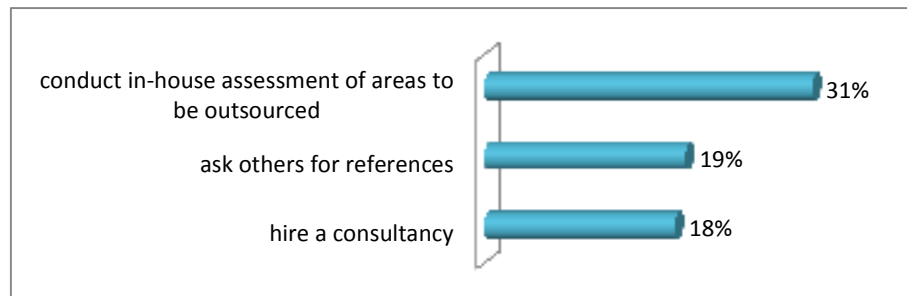 conduct in-house assessment of areas to
be outsourced
31%
ask others for references
19%
hire a consultancy
18%